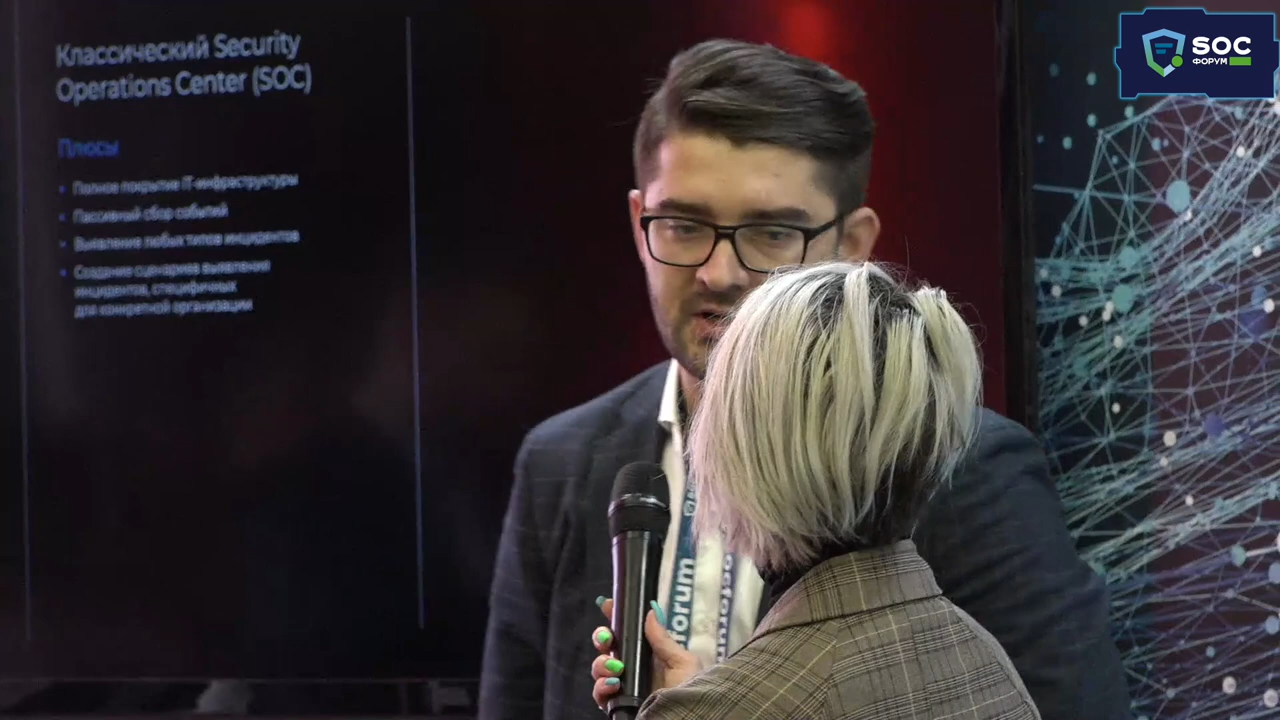 Классический Security
Operations Center (SOC)
Плюсы
Полное покрытие IT-инфраструктуры
Пассивный сбор событий
Выявление любых типов инцидентов
Создание сценариев выявления
инцидентов, специфичных
для конкретной организации
SOC
ФОРУМ
forum